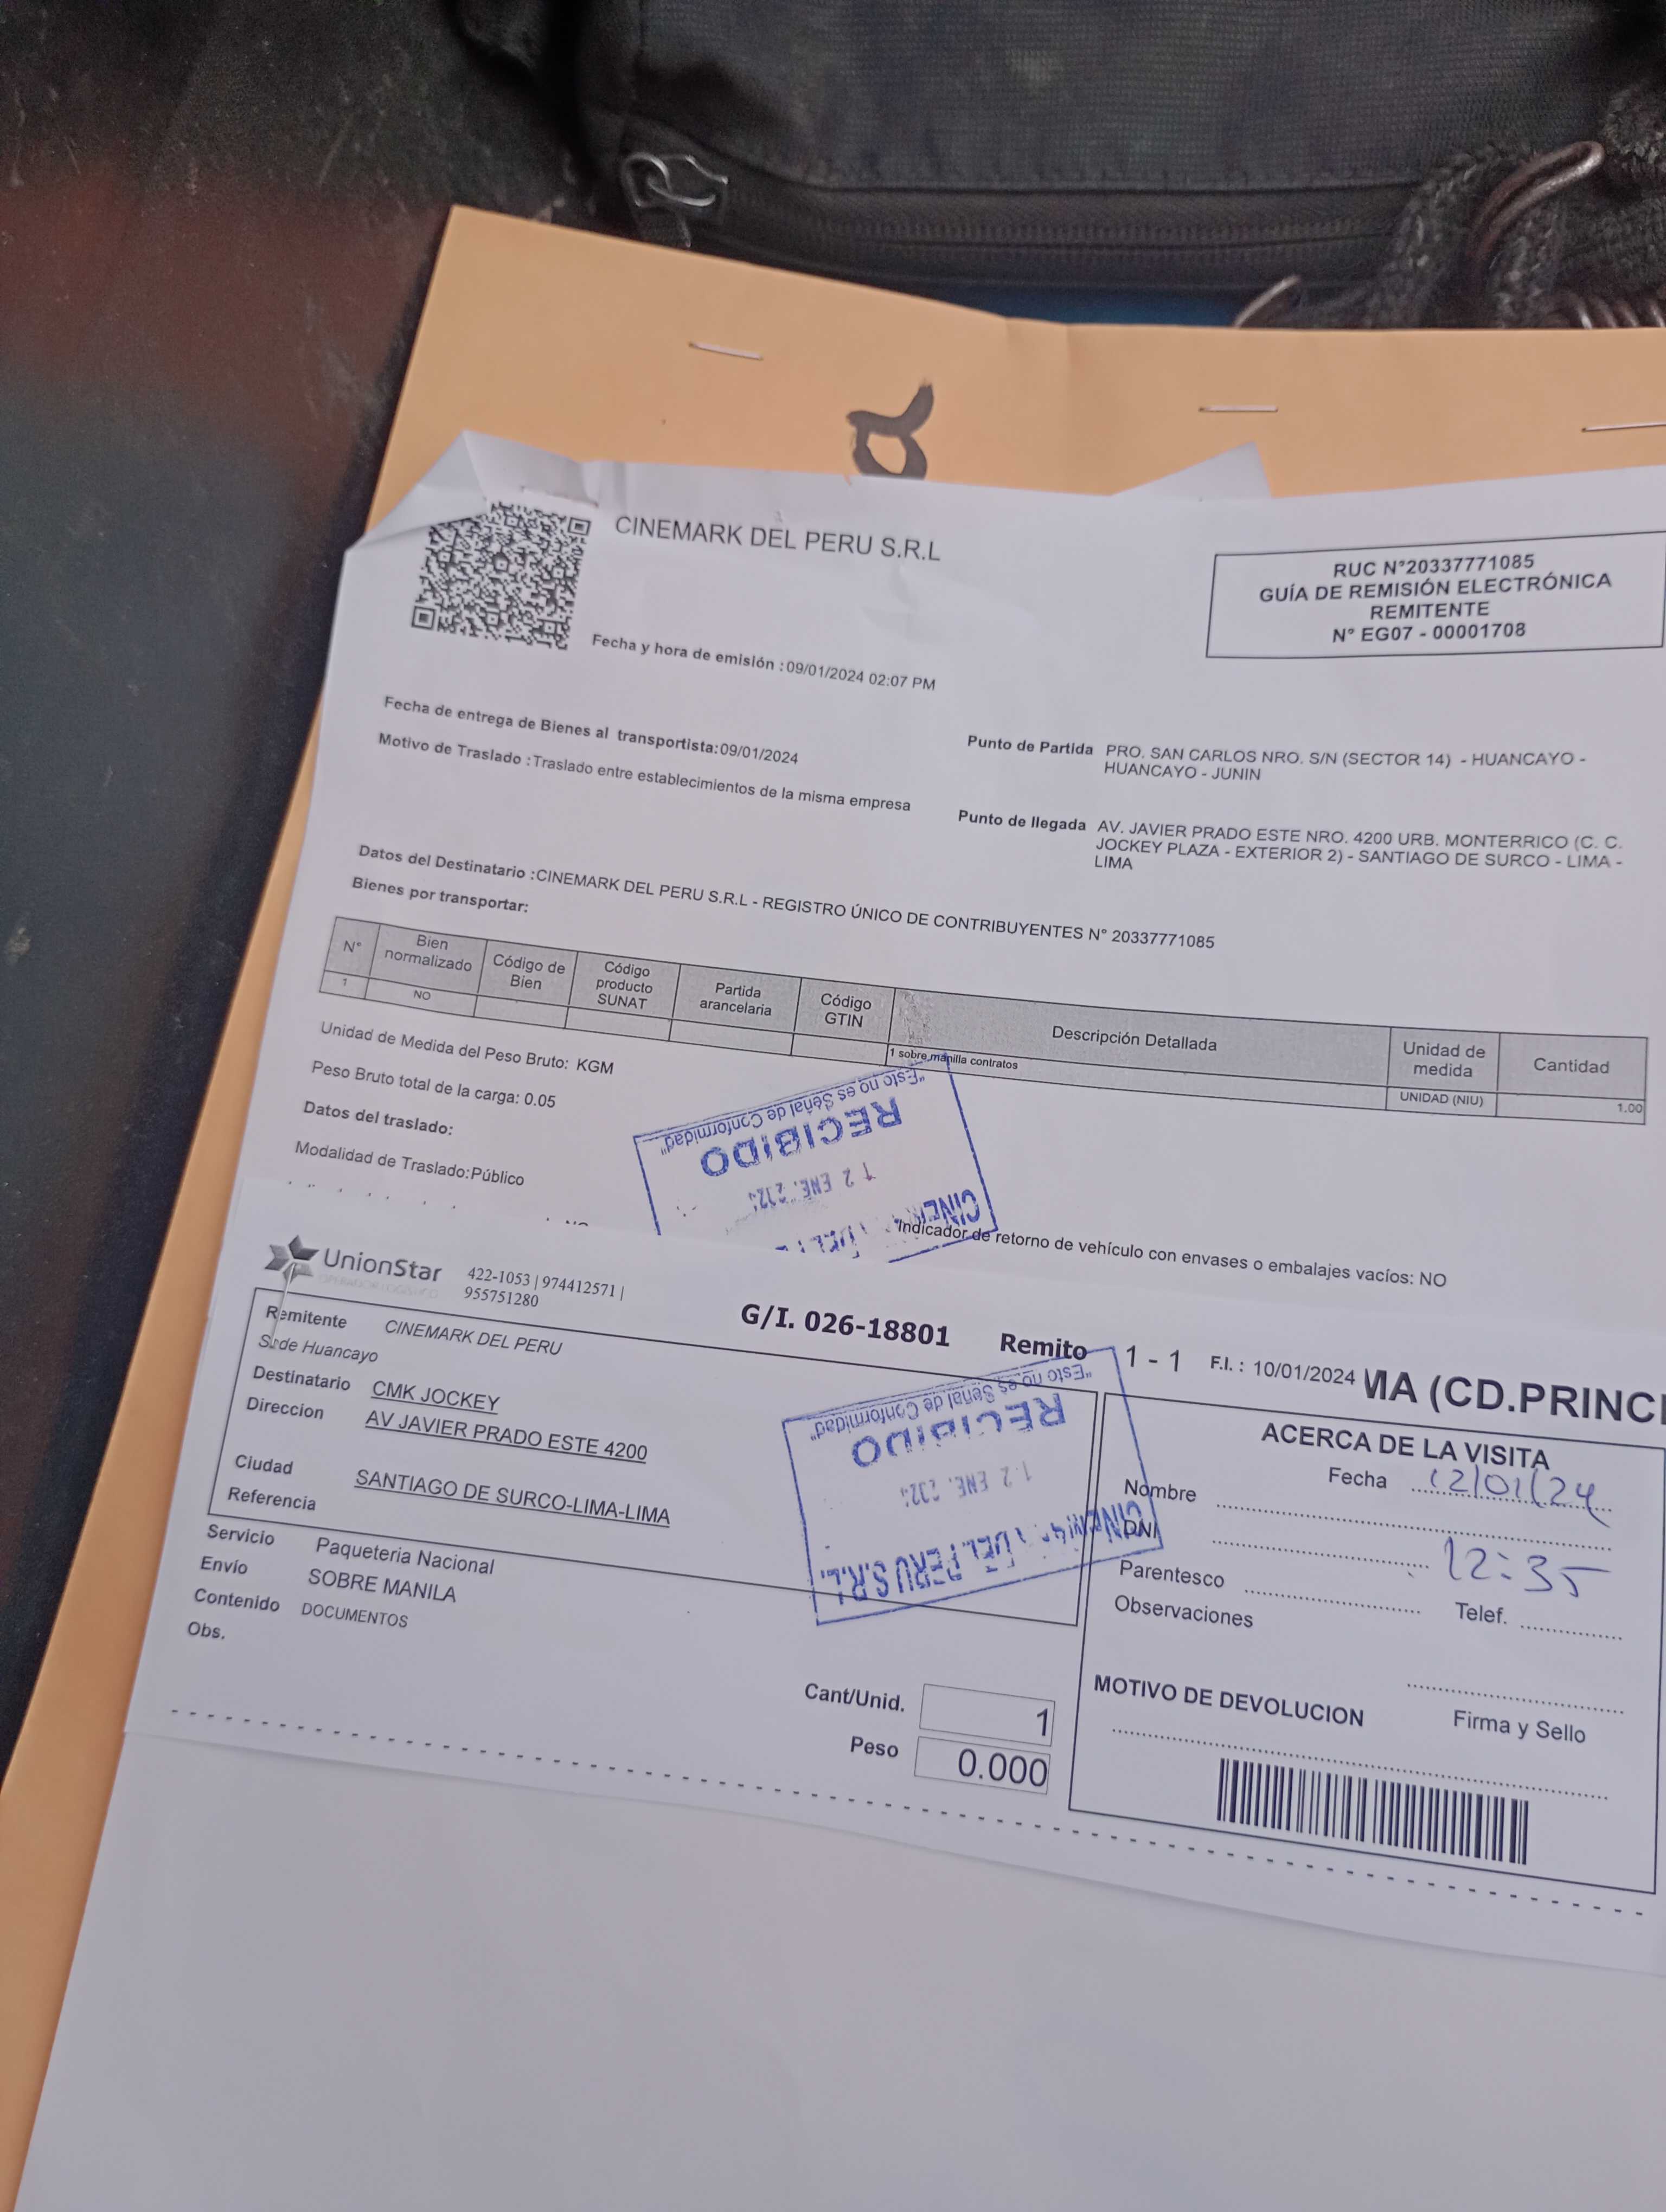 CINEMARK DEL PERU S.R.L
RUC N°20337771085
GUÍA DE REMISIÓN ELECTRÓNICA
REMITENTE
N° EG07 - 00001708
Fecha y hora de emisión :09/01/2024 02:07 PM
Fecha de entrega de Bienes al transportista:09/01/2024
Motivo de Traslado :Traslado entre establecimientos de la misma empresa
Punto de Partida PRO. SAN CARLOS NRO. S/N (SECTOR 14) - HUANCAYO -
HUANCAYO - JUNIN
Punto de llegada AV. JAVIER PRADO ESTE NRO. 4200 URB. MONTERRICO (C. C.
JOCKEY PLAZA - EXTERIOR 2) - SANTIAGO DE SURCO - LIMA -
LIMA
Datos del Destinatario :CINEMARK DEL PERU S.R.L - REGISTRO ÚNICO DE CONTRIBUYENTES N° 20337771085
Bienes por transportar:
N° Bien normalizado Código de Bien Código producto SUNAT Partida arancelaria Código GTIN Descripción Detallada Unidad de medida Cantidad
1 NO 1 sobre manilla contratos UNIDAD (NIU) 1.00
Unidad de Medida del Peso Bruto: KGM
Peso Bruto total de la carga: 0.05
Datos del traslado:
Modalidad de Traslado:Público
"Esto no es Señal de Conformidad"
RECIBIDO
12 ENE. 2024
*Indicador de retorno de vehículo con envases o embalajes vacíos: NO
UnionStar
422-1053 | 974412571 |
955751280
G/I. 026-18801 Remito 1 - 1 F.I. : 10/01/2024 MA (CD.PRINCI
Remitente CINEMARK DEL PERU
Sede Huancayo
Destinatario CMK JOCKEY
Direccion AV JAVIER PRADO ESTE 4200
Ciudad SANTIAGO DE SURCO-LIMA-LIMA
Referencia
Servicio Paqueteria Nacional
Envío SOBRE MANILA
Contenido DOCUMENTOS
Obs.
Cant/Unid. 1
Peso 0.000
"Esto no es Señal de Conformidad"
RECIBIDO
12 ENE. 2024
CINEMARK DEL PERU S.R.L.
ACERCA DE LA VISITA
Fecha 12/01/24
Nombre
DNI
12:35
Parentesco
Telef.
Observaciones
MOTIVO DE DEVOLUCION
Firma y Sello